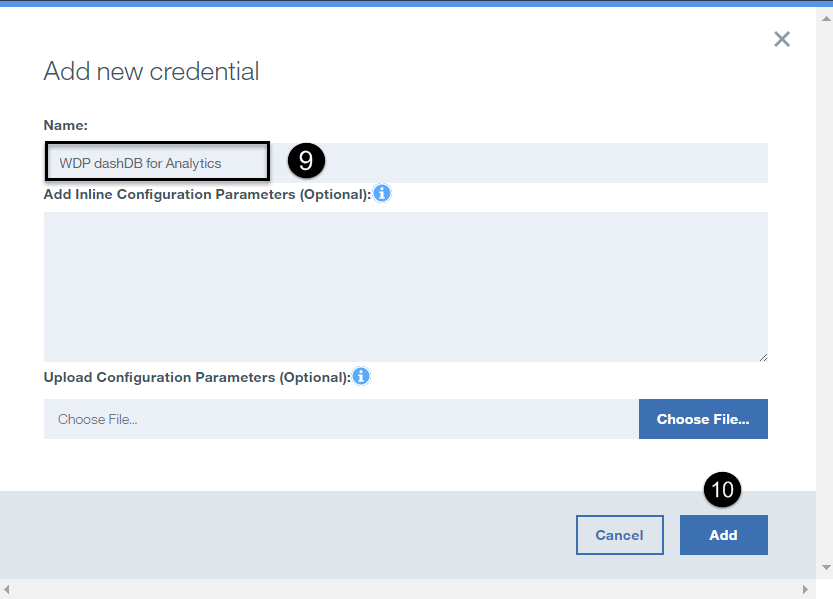 Add new credential
Name:
WDP dashDB for Analytics
9
Add Inline Configuration Parameters (Optional):
Upload Configuration Parameters (Optional):
Choose File...
Choose File...
10
Cancel
Add